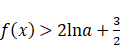 f(x) > 2lna + 3/2